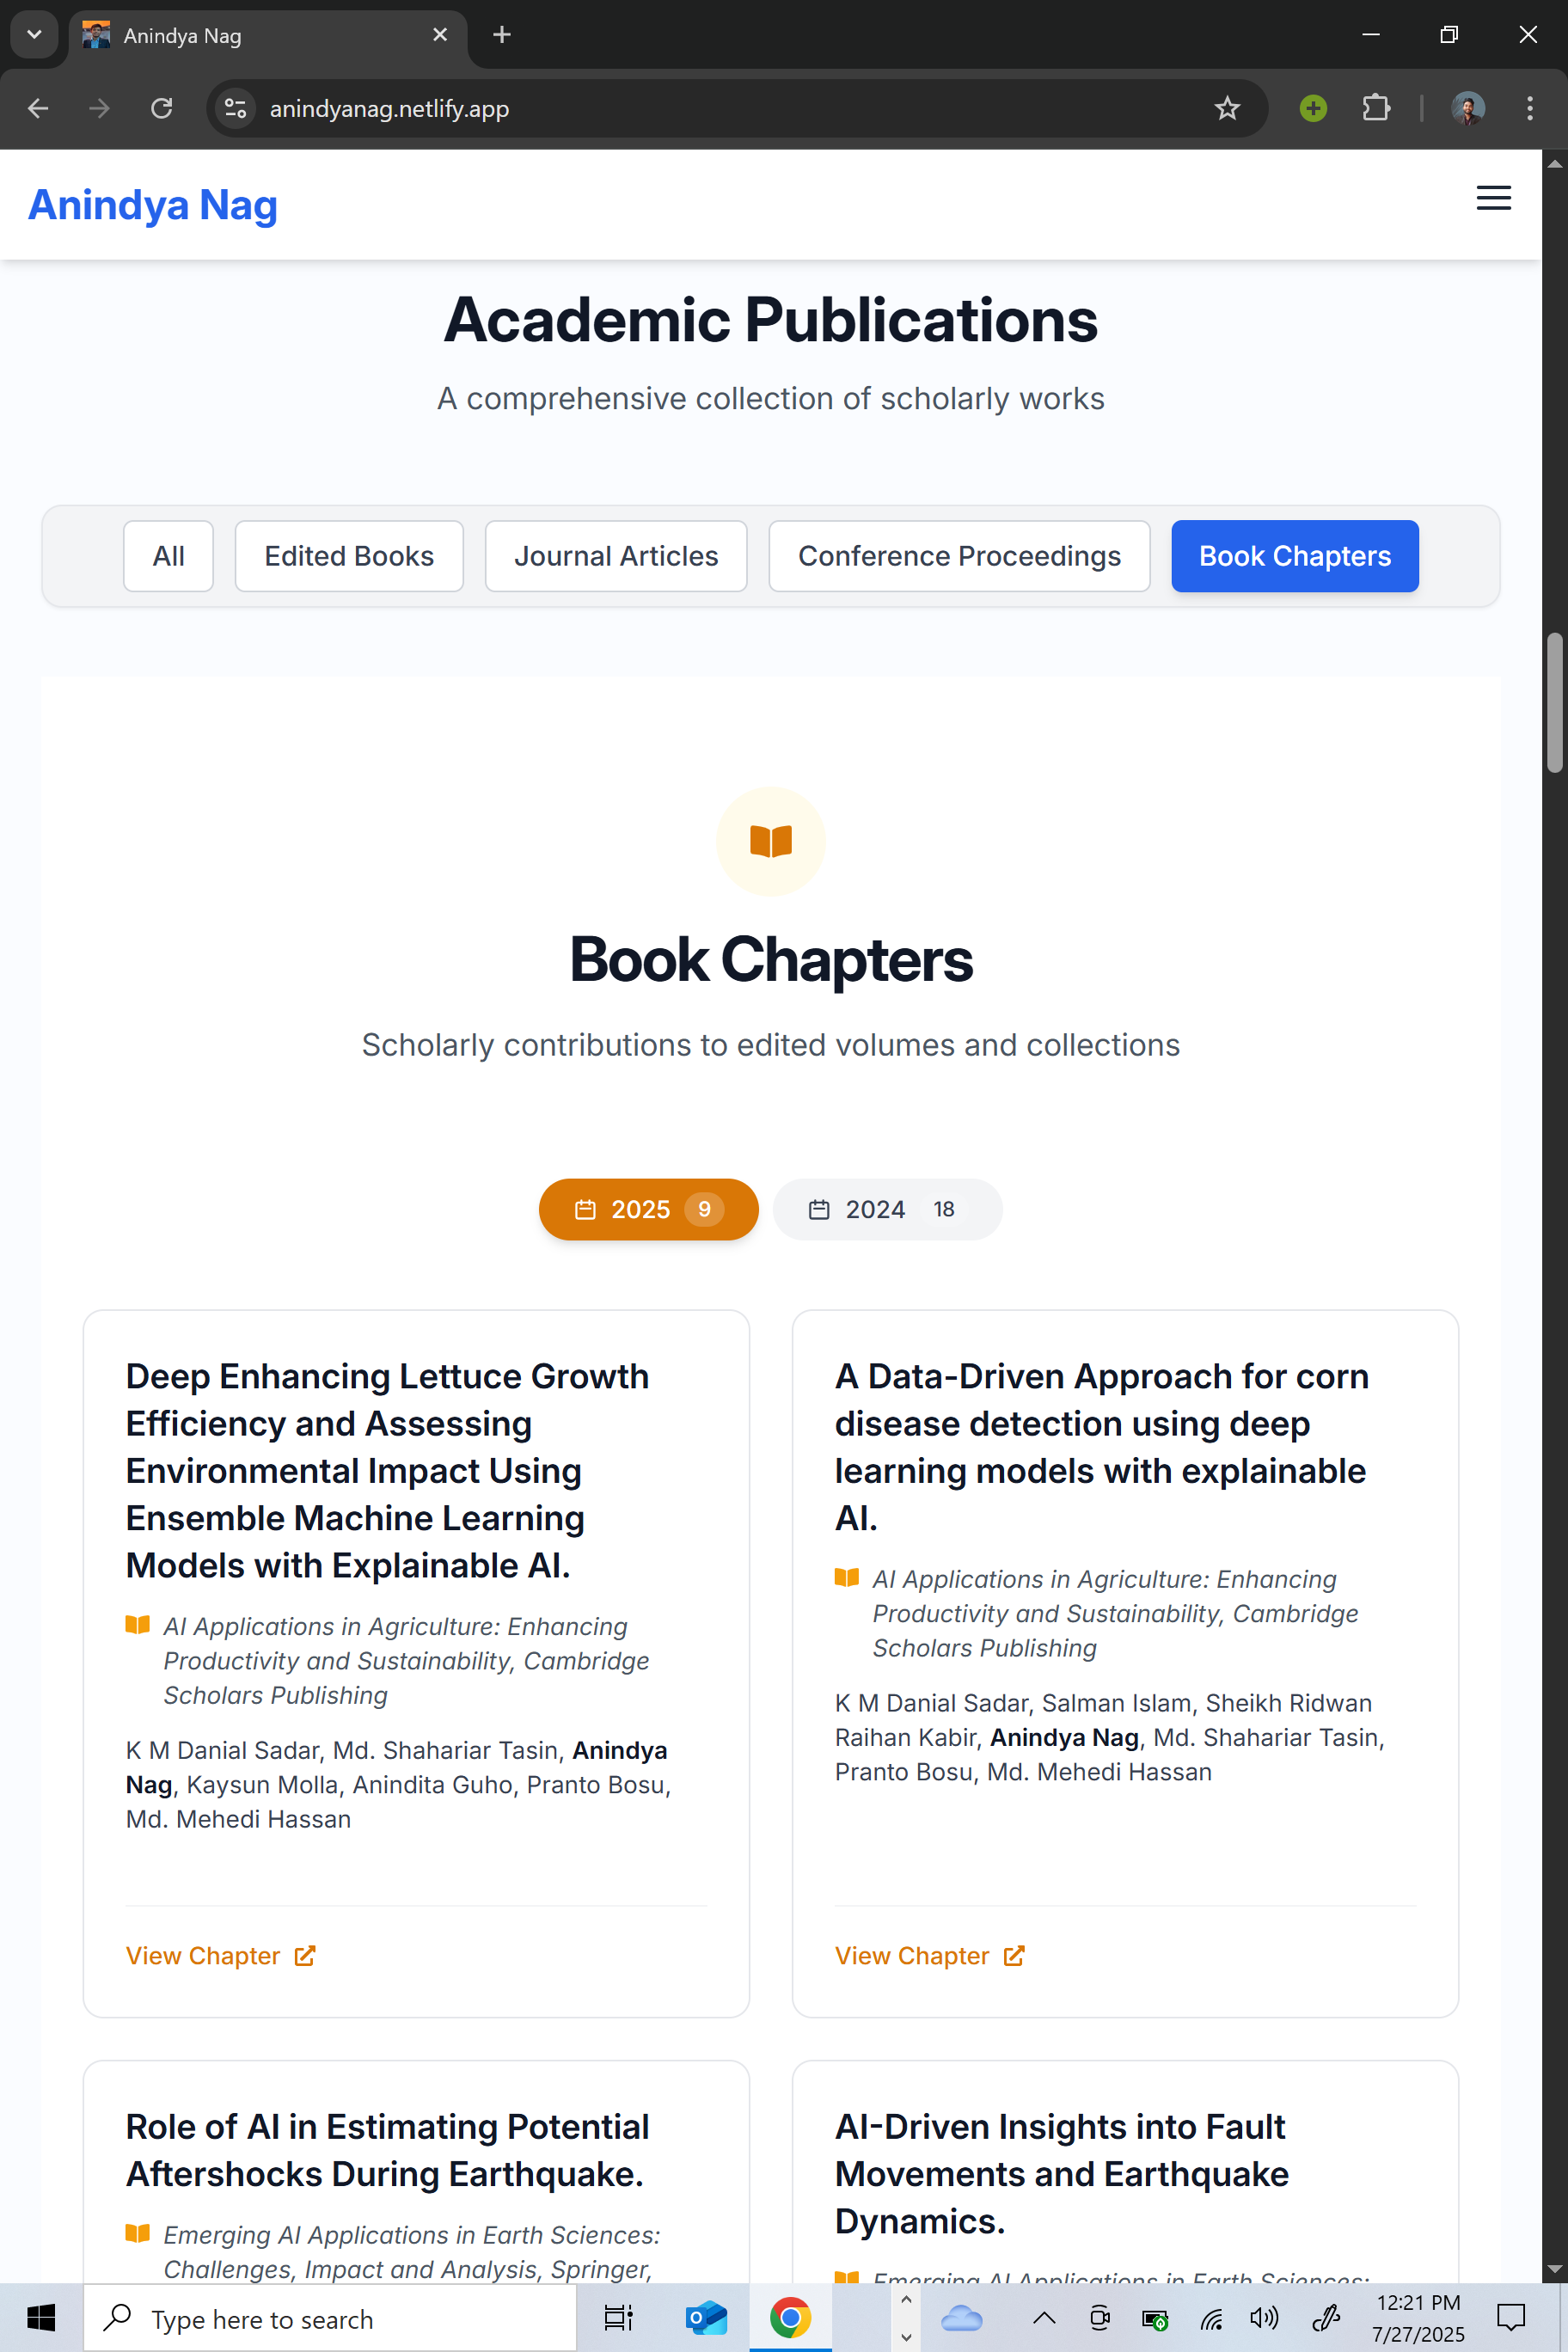 Anindya Nag
anindyanag.netlify.app
Anindya Nag
Academic Publications
A comprehensive collection of scholarly works
All
Edited Books
Journal Articles
Conference Proceedings
Book Chapters
Book Chapters
Scholarly contributions to edited volumes and collections
2025 9
2024 18
Deep Enhancing Lettuce Growth
Efficiency and Assessing
Environmental Impact Using
Ensemble Machine Learning
Models with Explainable AI.
AI Applications in Agriculture: Enhancing
Productivity and Sustainability, Cambridge
Scholars Publishing
K M Danial Sadar, Md. Shahariar Tasin, Anindya
Nag, Kaysun Molla, Anindita Guho, Pranto Bosu,
Md. Mehedi Hassan
View Chapter
A Data-Driven Approach for corn
disease detection using deep
learning models with explainable
AI.
AI Applications in Agriculture: Enhancing
Productivity and Sustainability, Cambridge
Scholars Publishing
K M Danial Sadar, Salman Islam, Sheikh Ridwan
Raihan Kabir, Anindya Nag, Md. Shahariar Tasin,
Pranto Bosu, Md. Mehedi Hassan
View Chapter
Role of AI in Estimating Potential
Aftershocks During Earthquake.
Emerging AI Applications in Earth Sciences:
Challenges, Impact and Analysis, Springer,
AI-Driven Insights into Fault
Movements and Earthquake
Dynamics.
Emerging AI Applications in Earth Sciences:
Type here to search
12:21 PM
7/27/2025